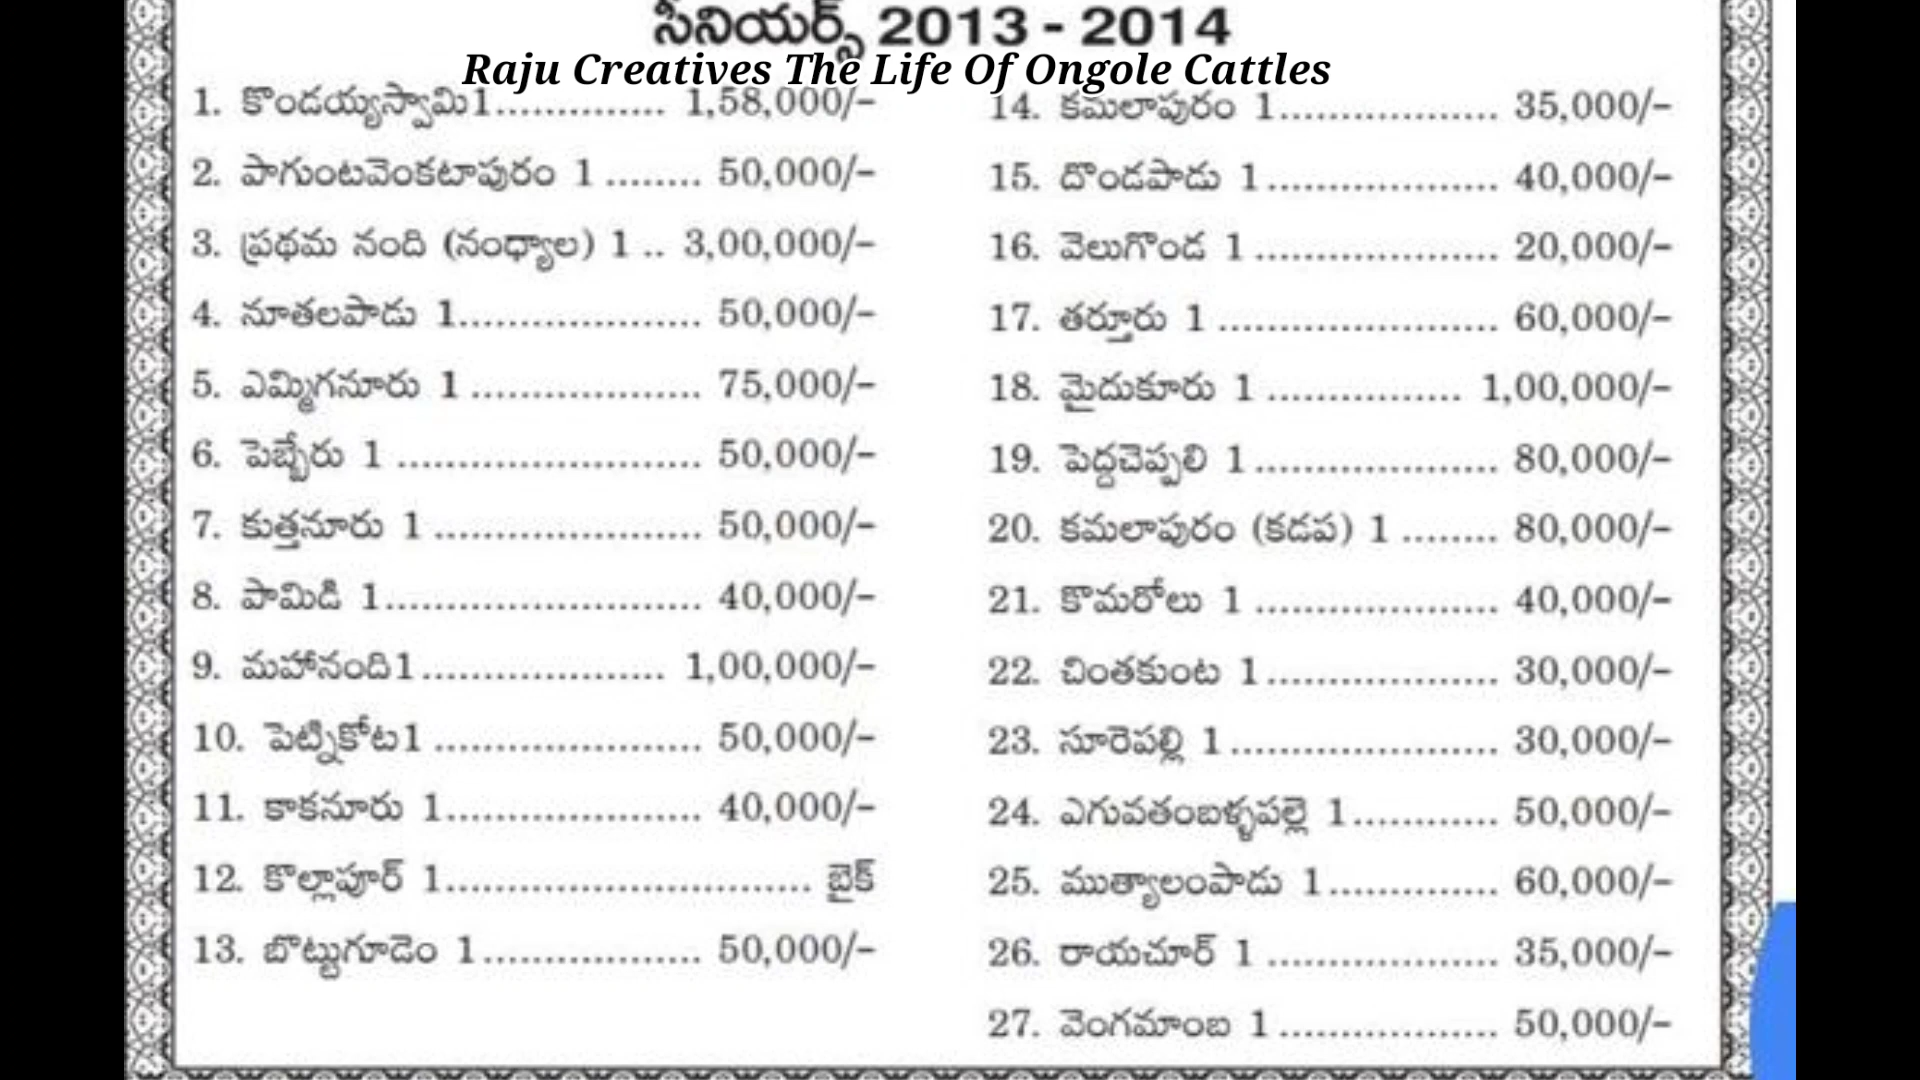 సీనియర్స్ 2013 - 2014
Raju Creatives The Life Of Ongole Cattles
1. కొండయ్యస్వామి1.............. 1,58,000/-
2. పాగుంటవెంకటాపురం 1 ........ 50,000/-
3. ప్రథమ నంది (నంధ్యాల) 1 .. 3,00,000/-
4. నూతలపాడు 1.................... 50,000/-
5. ఎమ్మిగనూరు 1 ................... 75,000/-
6. పెబ్బేరు 1 ......................... 50,000/-
7. కుత్తనూరు 1 ...................... 50,000/-
8. పామిడి 1.......................... 40,000/-
9. మహానంది1.................... 1,00,000/-
10. పెట్నికోట1 ...................... 50,000/-
11. కాకనూరు 1..................... 40,000/-
12. కొల్లాపూర్ 1.............................. బైక్
13. బొట్టుగూడెం 1.................. 50,000/-
14. కమలాపురం 1.................. 35,000/-
15. దొండపాడు 1................... 40,000/-
16. వెలుగొండ 1 .................... 20,000/-
17. తర్తూరు 1 ....................... 60,000/-
18. మైదుకూరు 1 ................ 1,00,000/-
19. పెద్దచెప్పలి 1.................... 80,000/-
20. కమలాపురం (కడప) 1 ........ 80,000/-
21. కొమరోలు 1 .................... 40,000/-
22. చింతకుంట 1................... 30,000/-
23. సూరెపల్లి 1...................... 30,000/-
24. ఎగువతంబళ్ళపల్లె 1............ 50,000/-
25. ముత్యాలంపాడు 1.............. 60,000/-
26. రాయచూర్ 1 ................... 35,000/-
27. వెంగమాంబ 1.................. 50,000/-